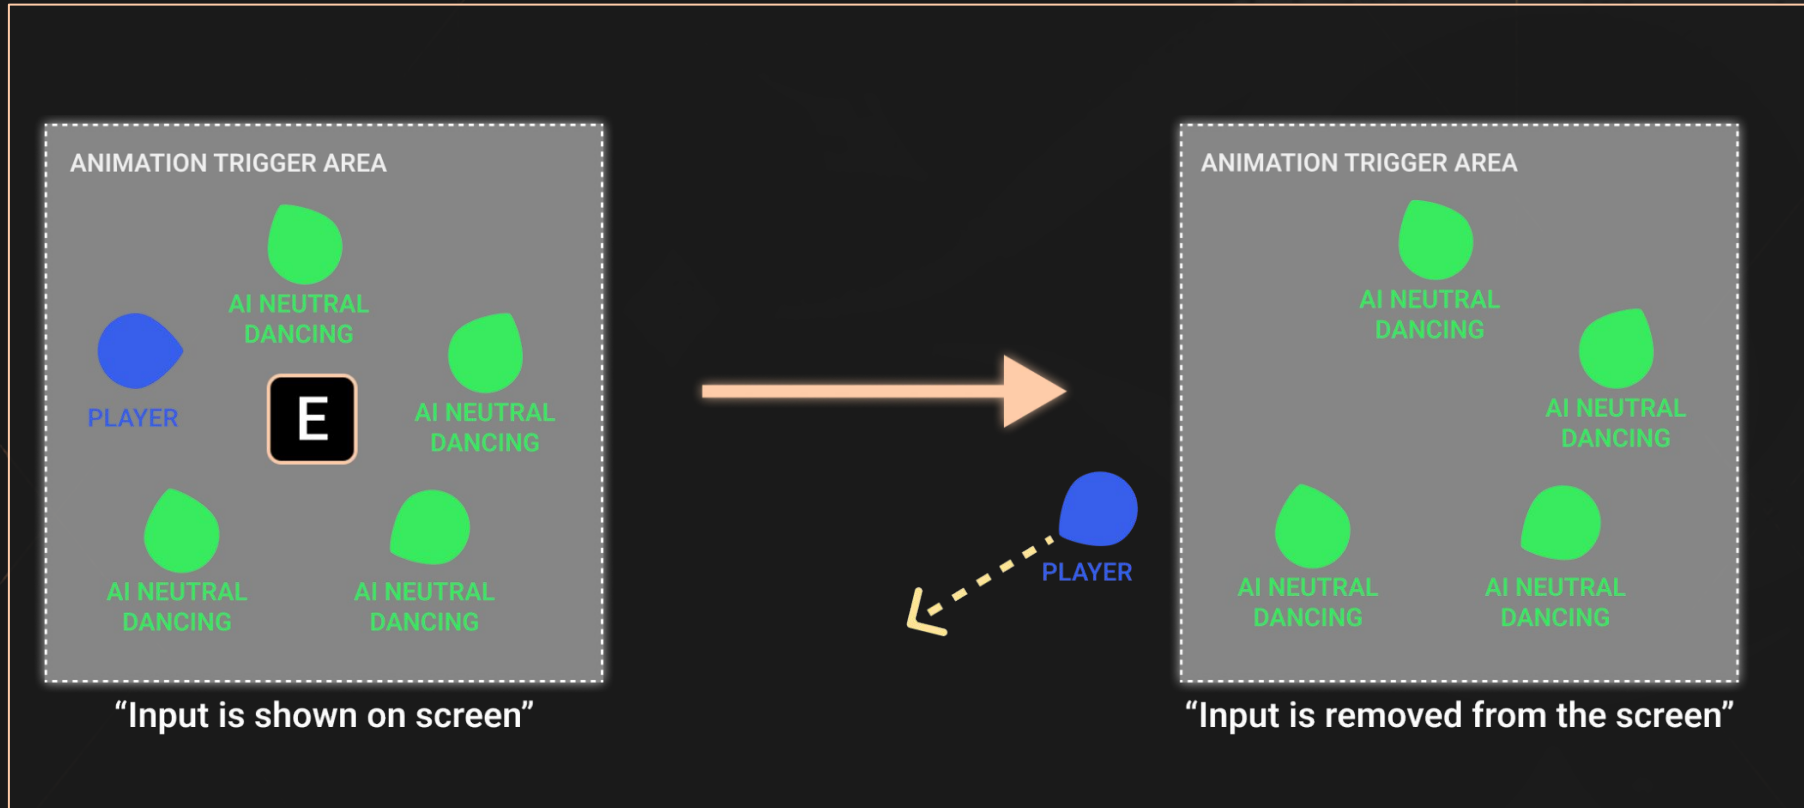 ANIMATION TRIGGER AREA
AI NEUTRAL
DANCING
PLAYER
E
AI NEUTRAL
DANCING
AI NEUTRAL
DANCING
AI NEUTRAL
DANCING
“Input is shown on screen”
PLAYER
ANIMATION TRIGGER AREA
AI NEUTRAL
DANCING
AI NEUTRAL
DANCING
AI NEUTRAL
DANCING
AI NEUTRAL
DANCING
“Input is removed from the screen”